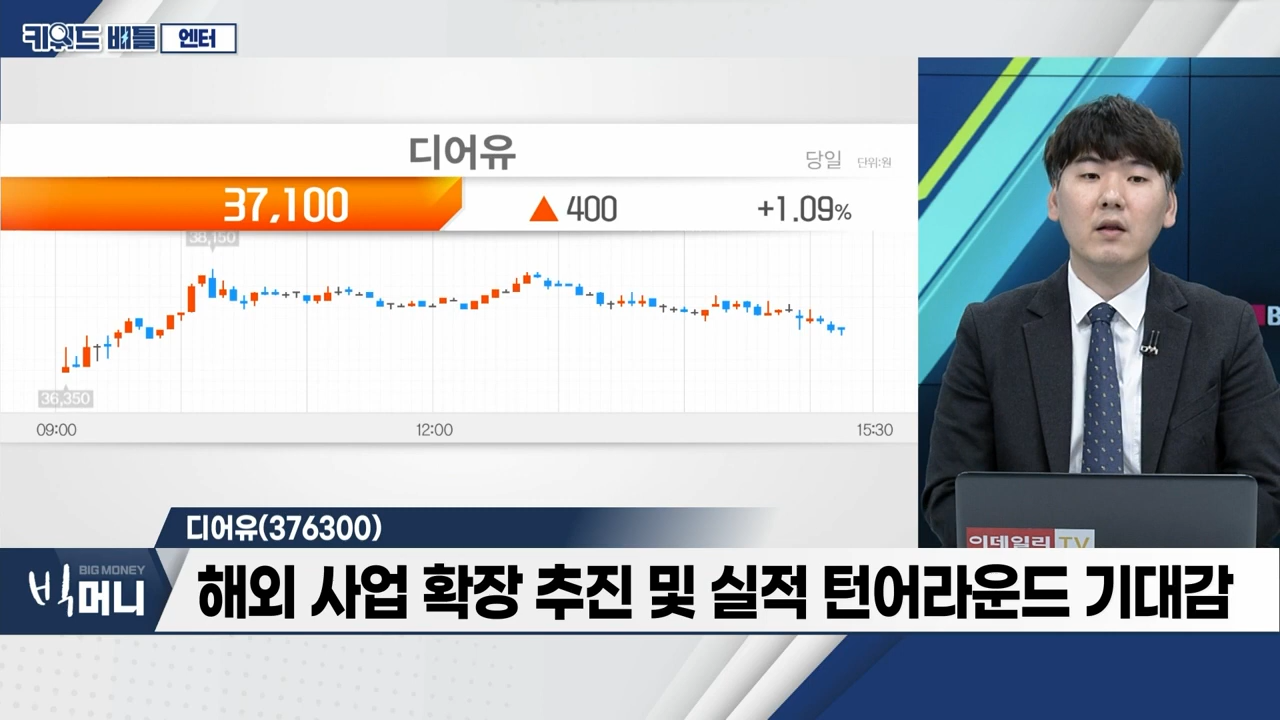 키워드 배틀 엔터
디어유
당일 단위:원
37,100 ▲ 400 +1.09%
38,150
36,350
09:00 12:00 15:30
디어유(376300)
이데일리 TV
BIG MONEY
빅머니
해외 사업 확장 추진 및 실적 턴어라운드 기대감